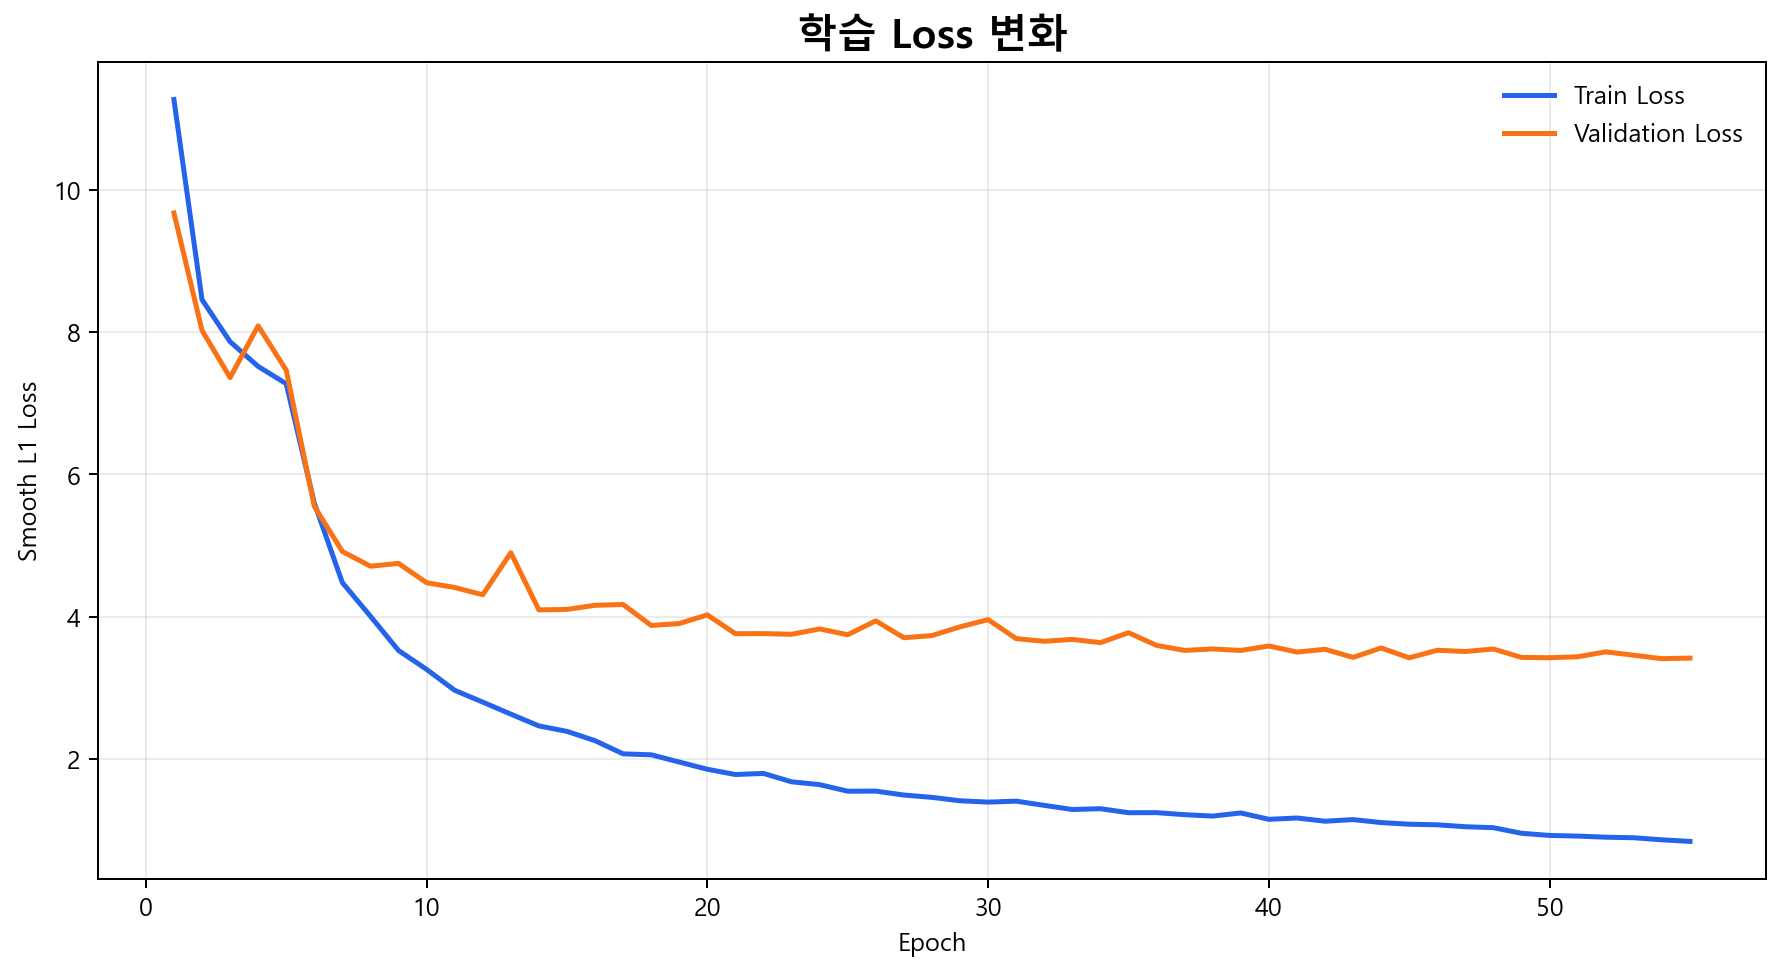 학습 Loss 변화
Train Loss
Validation Loss
Smooth L1 Loss
10
8
6
4
2
0 10 20 30 40 50
Epoch